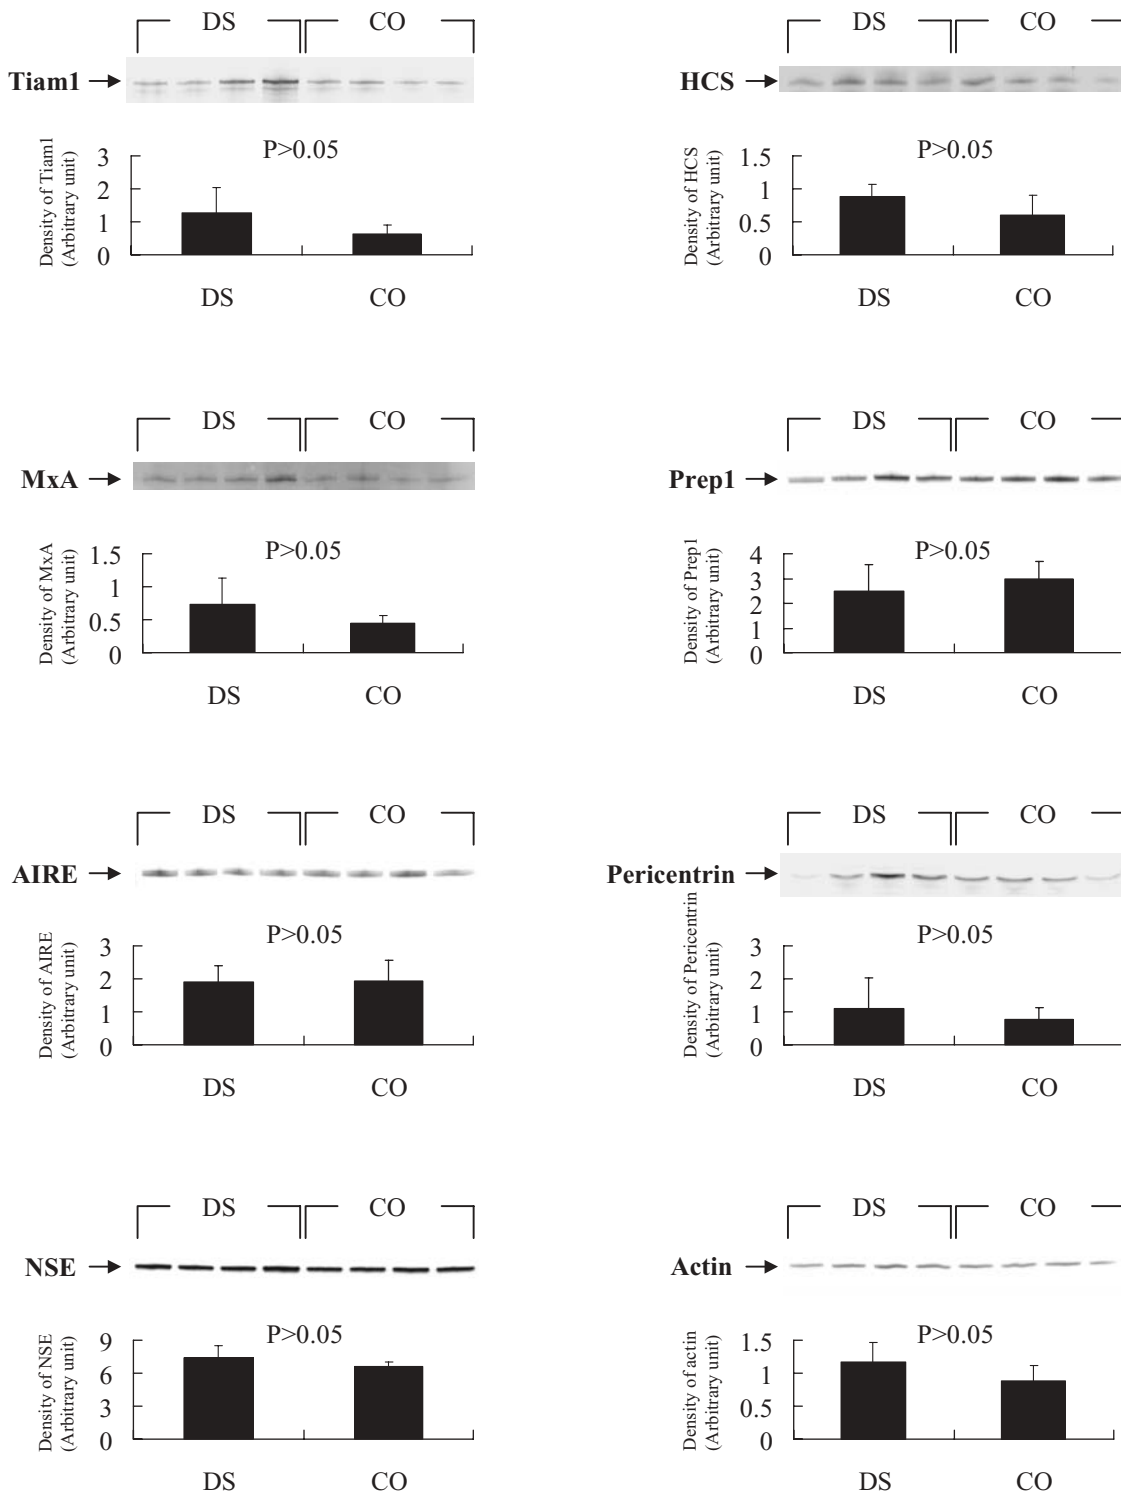 DS CO
Tiam1
P>0.05
Density of Tiam1
(Arbitrary unit)
3
2
1
0
DS CO
DS CO
HCS
P>0.05
Density of HCS
(Arbitrary unit)
1.5
1
0.5
0
DS CO
DS CO
MxA
P>0.05
Density of MxA
(Arbitrary unit)
1.5
1
0.5
0
DS CO
DS CO
Prep1
P>0.05
Density of Prep1
(Arbitrary unit)
4
3
2
1
0
DS CO
DS CO
AIRE
P>0.05
Density of AIRE
(Arbitrary unit)
3
2
1
0
DS CO
DS CO
Pericentrin
P>0.05
Density of Pericentrin
(Arbitrary unit)
3
2
1
0
DS CO
DS CO
NSE
P>0.05
Density of NSE
(Arbitrary unit)
9
6
3
0
DS CO
DS CO
Actin
P>0.05
Density of actin
(Arbitrary unit)
1.5
1
0.5
0
DS CO